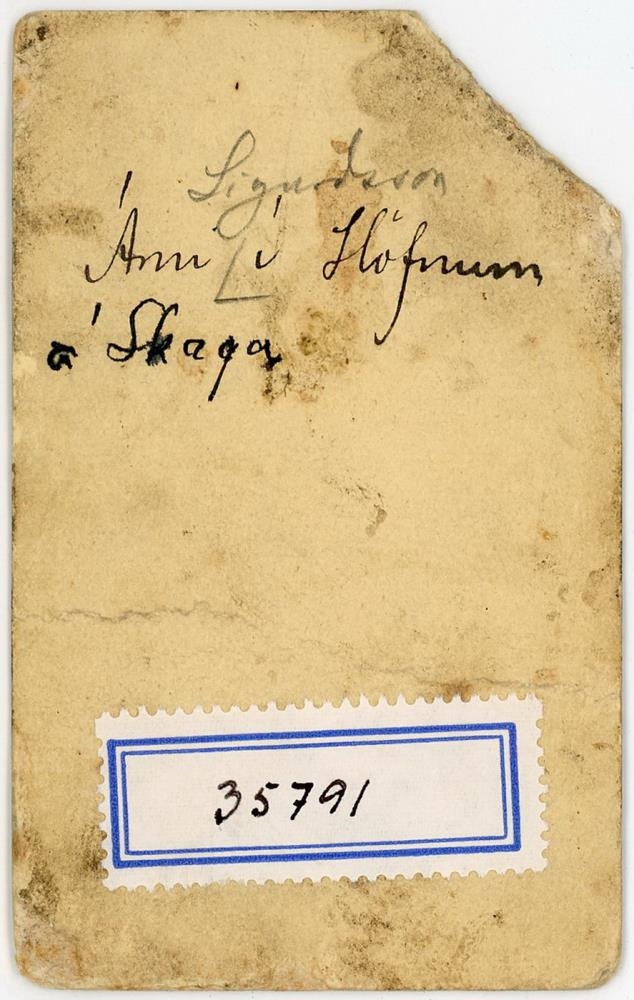 Sigurdsson
Árni í Höfnum
á Skaga
35791